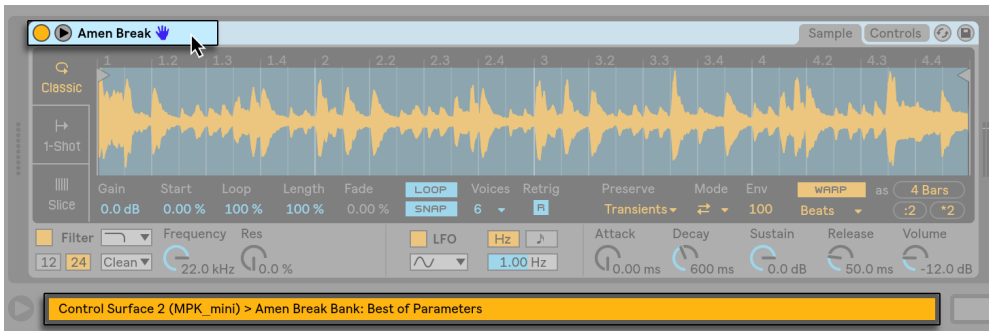 Amen Break
Sample Controls
1 1.2 1.3 1.4 2 2.2 2.3 2.4 3 3.2 3.3 3.4 4 4.2 4.3 4.4
Classic
1-Shot
Slice
Gain Start Loop Length Fade LOOP Voices Retrig Preserve Mode Env WARP as 4 Bars
0.0 dB 0.00 % 100 % 100 % 0.00 % SNAP 6 R Transients 100 Beats :2 *2
Filter Frequency Res LFO Hz Attack Decay Sustain Release Volume
12 24 Clean 22.0 kHz 0.0 % 1.00 Hz 0.00 ms 600 ms 0.0 dB 50.0 ms -12.0 dB
Control Surface 2 (MPK_mini) > Amen Break Bank: Best of Parameters